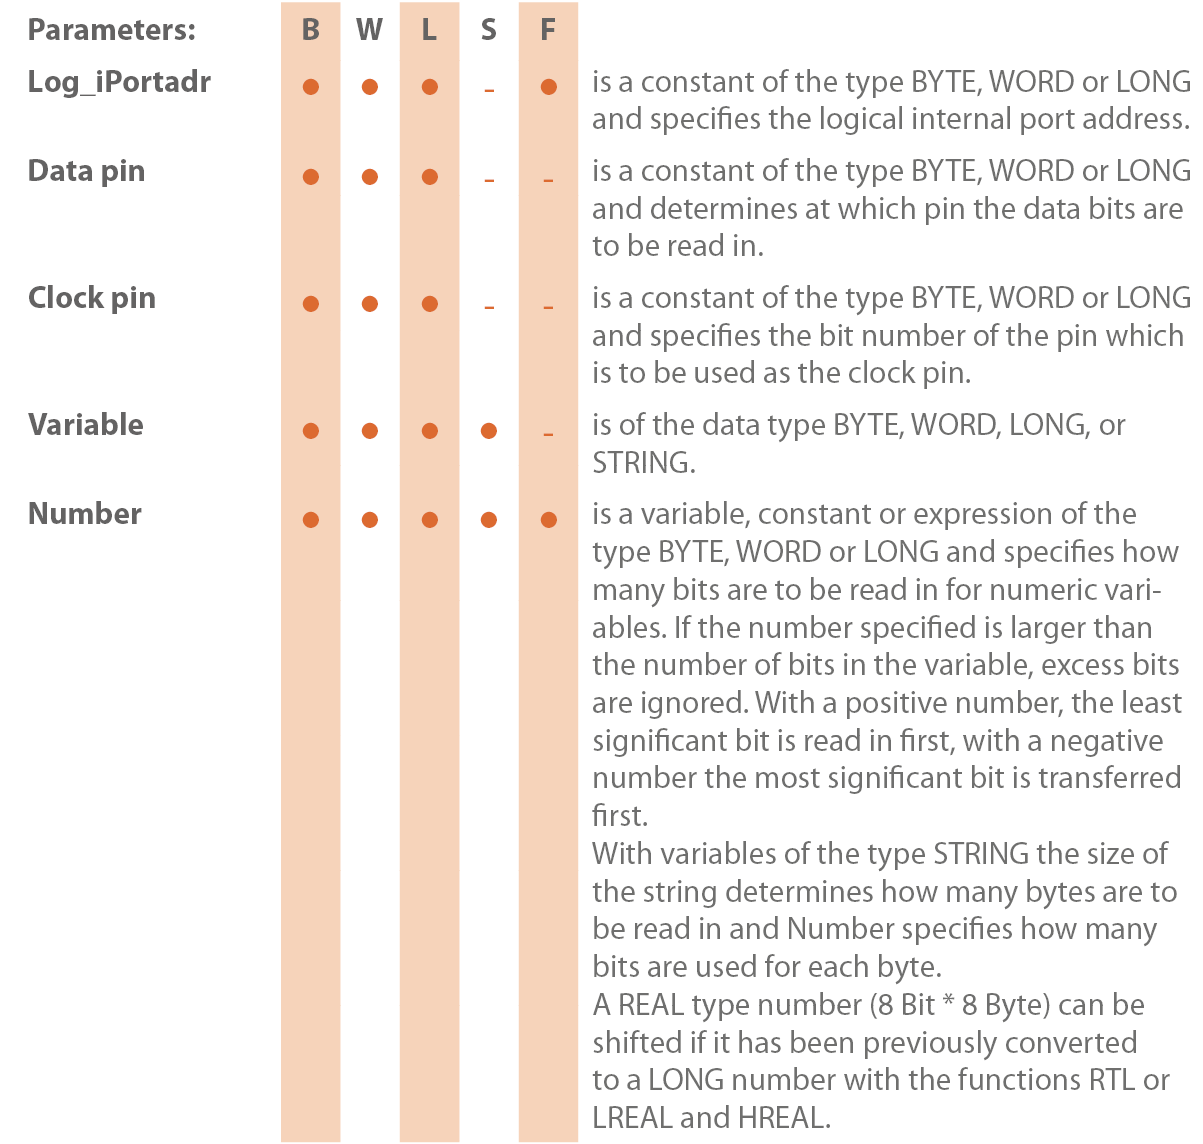 Parameters: B W L S F
Log_iPortadr ● ● ● - ● is a constant of the type BYTE, WORD or LONG
and specifies the logical internal port address.
Data pin ● ● ● - - is a constant of the type BYTE, WORD or LONG
and determines at which pin the data bits are
to be read in.
Clock pin ● ● ● - - is a constant of the type BYTE, WORD or LONG
and specifies the bit number of the pin which
is to be used as the clock pin.
Variable ● ● ● ● - is of the data type BYTE, WORD, LONG, or
STRING.
Number ● ● ● ● ● is a variable, constant or expression of the
type BYTE, WORD or LONG and specifies how
many bits are to be read in for numeric vari-
ables. If the number specified is larger than
the number of bits in the variable, excess bits
are ignored. With a positive number, the least
significant bit is read in first, with a negative
number the most significant bit is transferred
first.
With variables of the type STRING the size of
the string determines how many bytes are to
be read in and Number specifies how many
bits are used for each byte.
A REAL type number (8 Bit * 8 Byte) can be
shifted if it has been previously converted
to a LONG number with the functions RTL or
LREAL and HREAL.